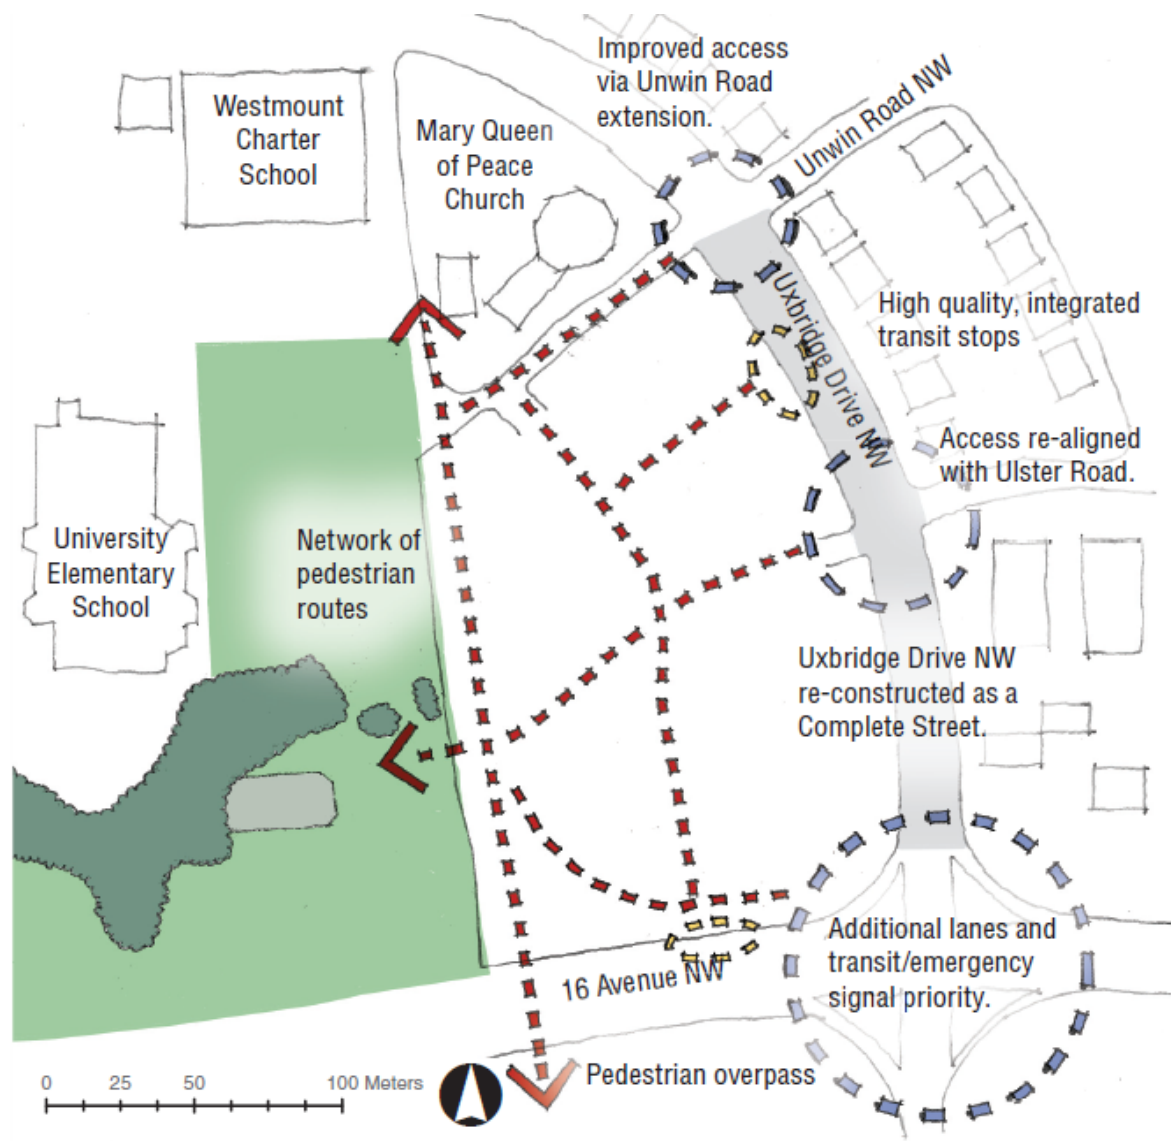 Improved access
via Unwin Road
extension.
Unwin Road NW
Westmount
Charter
School
Mary Queen
of Peace
Church
Uxbridge Drive NW
High quality, integrated
transit stops
Access re-aligned
with Ulster Road.
University
Elementary
School
Network of
pedestrian
routes
Uxbridge Drive NW
re-constructed as a
Complete Street.
Additional lanes and
transit/emergency
signal priority.
16 Avenue NW
Pedestrian overpass
0 25 50 100 Meters